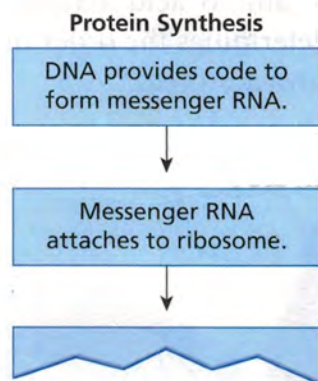 Protein Synthesis
DNA provides code to
form messenger RNA.
Messenger RNA
attaches to ribosome.